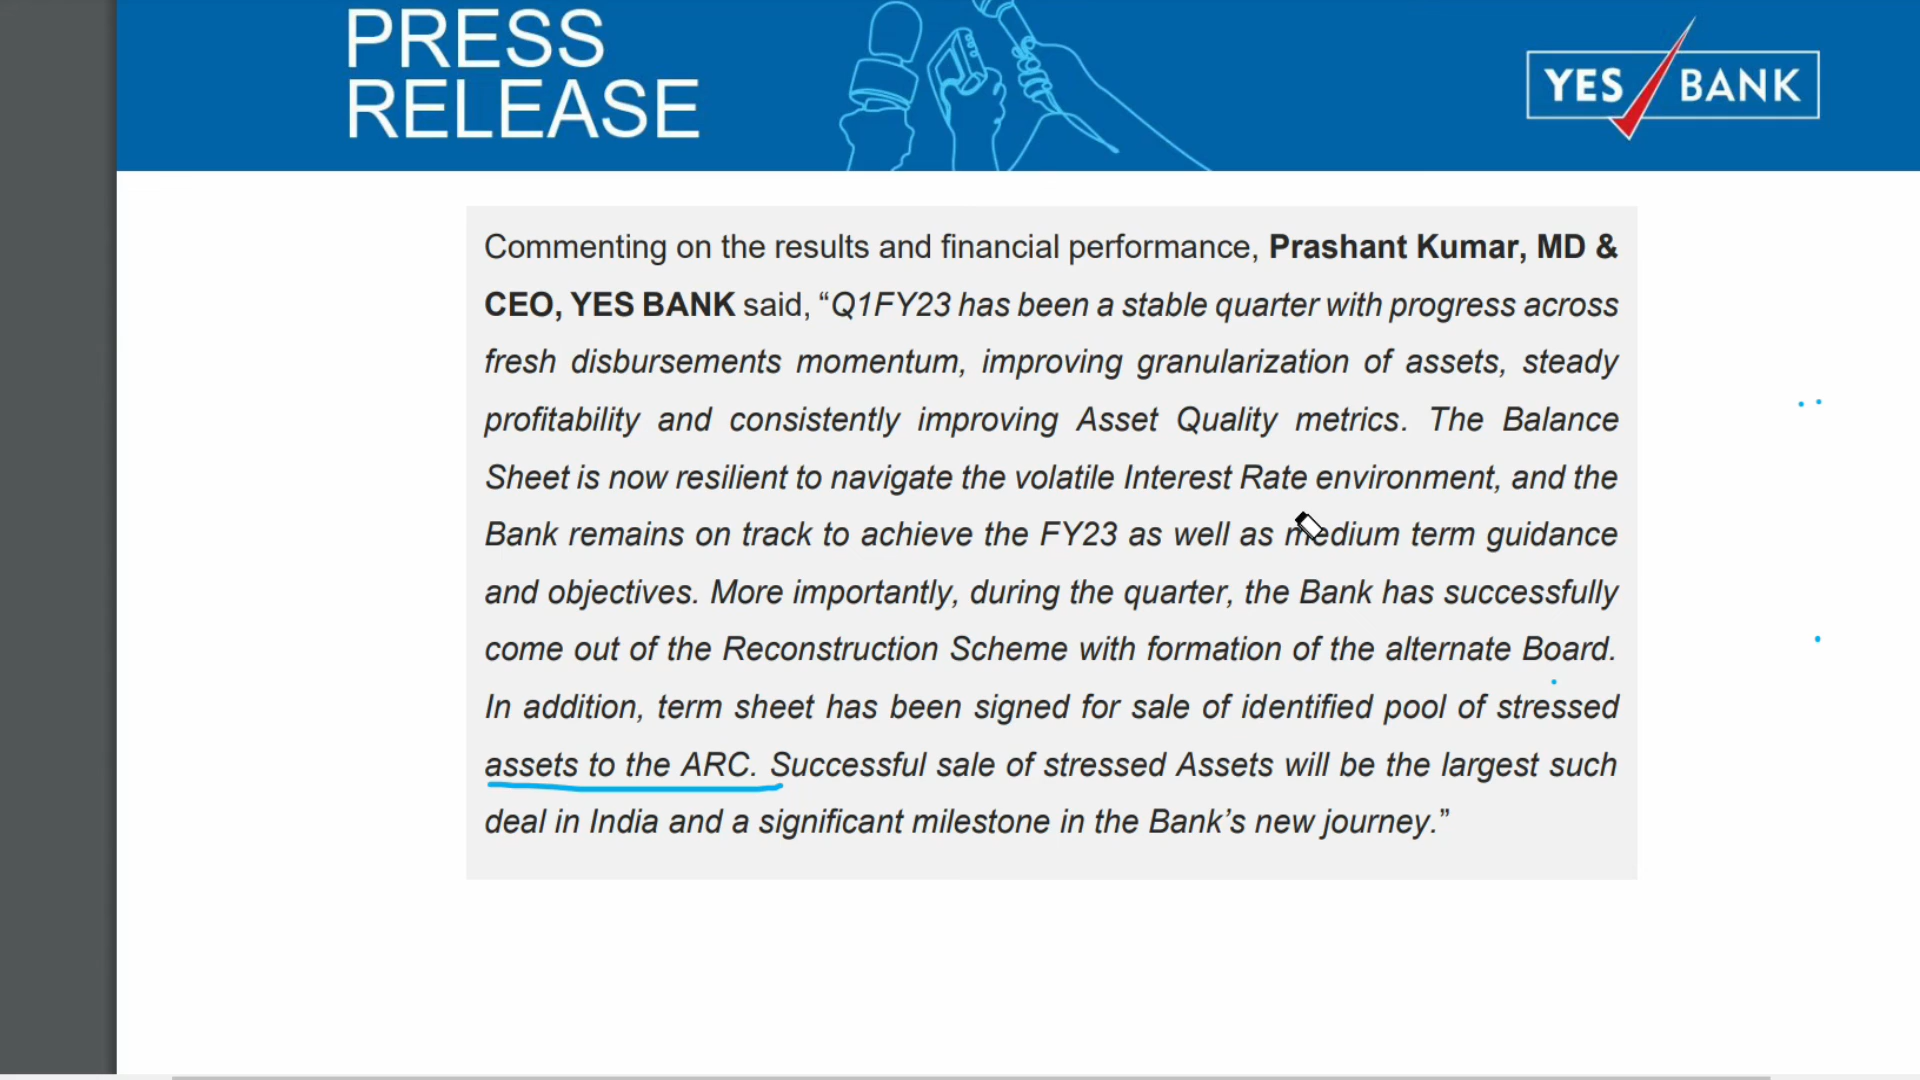 PRESS
RELEASE
YES BANK
Commenting on the results and financial performance, Prashant Kumar, MD &
CEO, YES BANK said, “Q1FY23 has been a stable quarter with progress across
fresh disbursements momentum, improving granularization of assets, steady
profitability and consistently improving Asset Quality metrics. The Balance
Sheet is now resilient to navigate the volatile Interest Rate environment, and the
Bank remains on track to achieve the FY23 as well as medium term guidance
and objectives. More importantly, during the quarter, the Bank has successfully
come out of the Reconstruction Scheme with formation of the alternate Board.
In addition, term sheet has been signed for sale of identified pool of stressed
assets to the ARC. Successful sale of stressed Assets will be the largest such
deal in India and a significant milestone in the Bank’s new journey.”